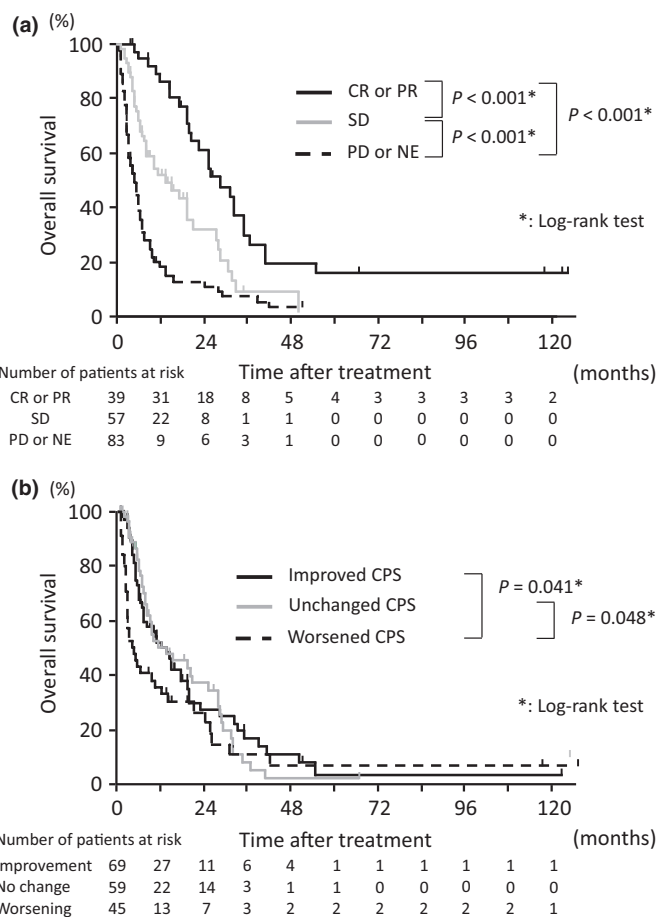 (a) (%)
100
80
60
40
20
0
Overall survival
CR or PR
SD
PD or NE
P < 0.001*
P < 0.001*
P < 0.001*
*: Log-rank test
0 24 48 72 96 120 (months)
Number of patients at risk Time after treatment
CR or PR 39 31 18 8 5 4 3 3 3 3 2
SD 57 22 8 1 1 0 0 0 0 0 0
PD or NE 83 9 6 3 1 0 0 0 0 0 0
(b) (%)
100
80
60
40
20
0
Overall survival
Improved CPS
Unchanged CPS
Worsened CPS
P = 0.041*
P = 0.048*
*: Log-rank test
0 24 48 72 96 120
Number of patients at risk Time after treatment (months)
mprovement 69 27 11 6 4 1 1 1 1 1 1
No change 59 22 14 3 1 1 0 0 0 0 0
Worsening 45 13 7 3 2 2 2 2 2 2 1